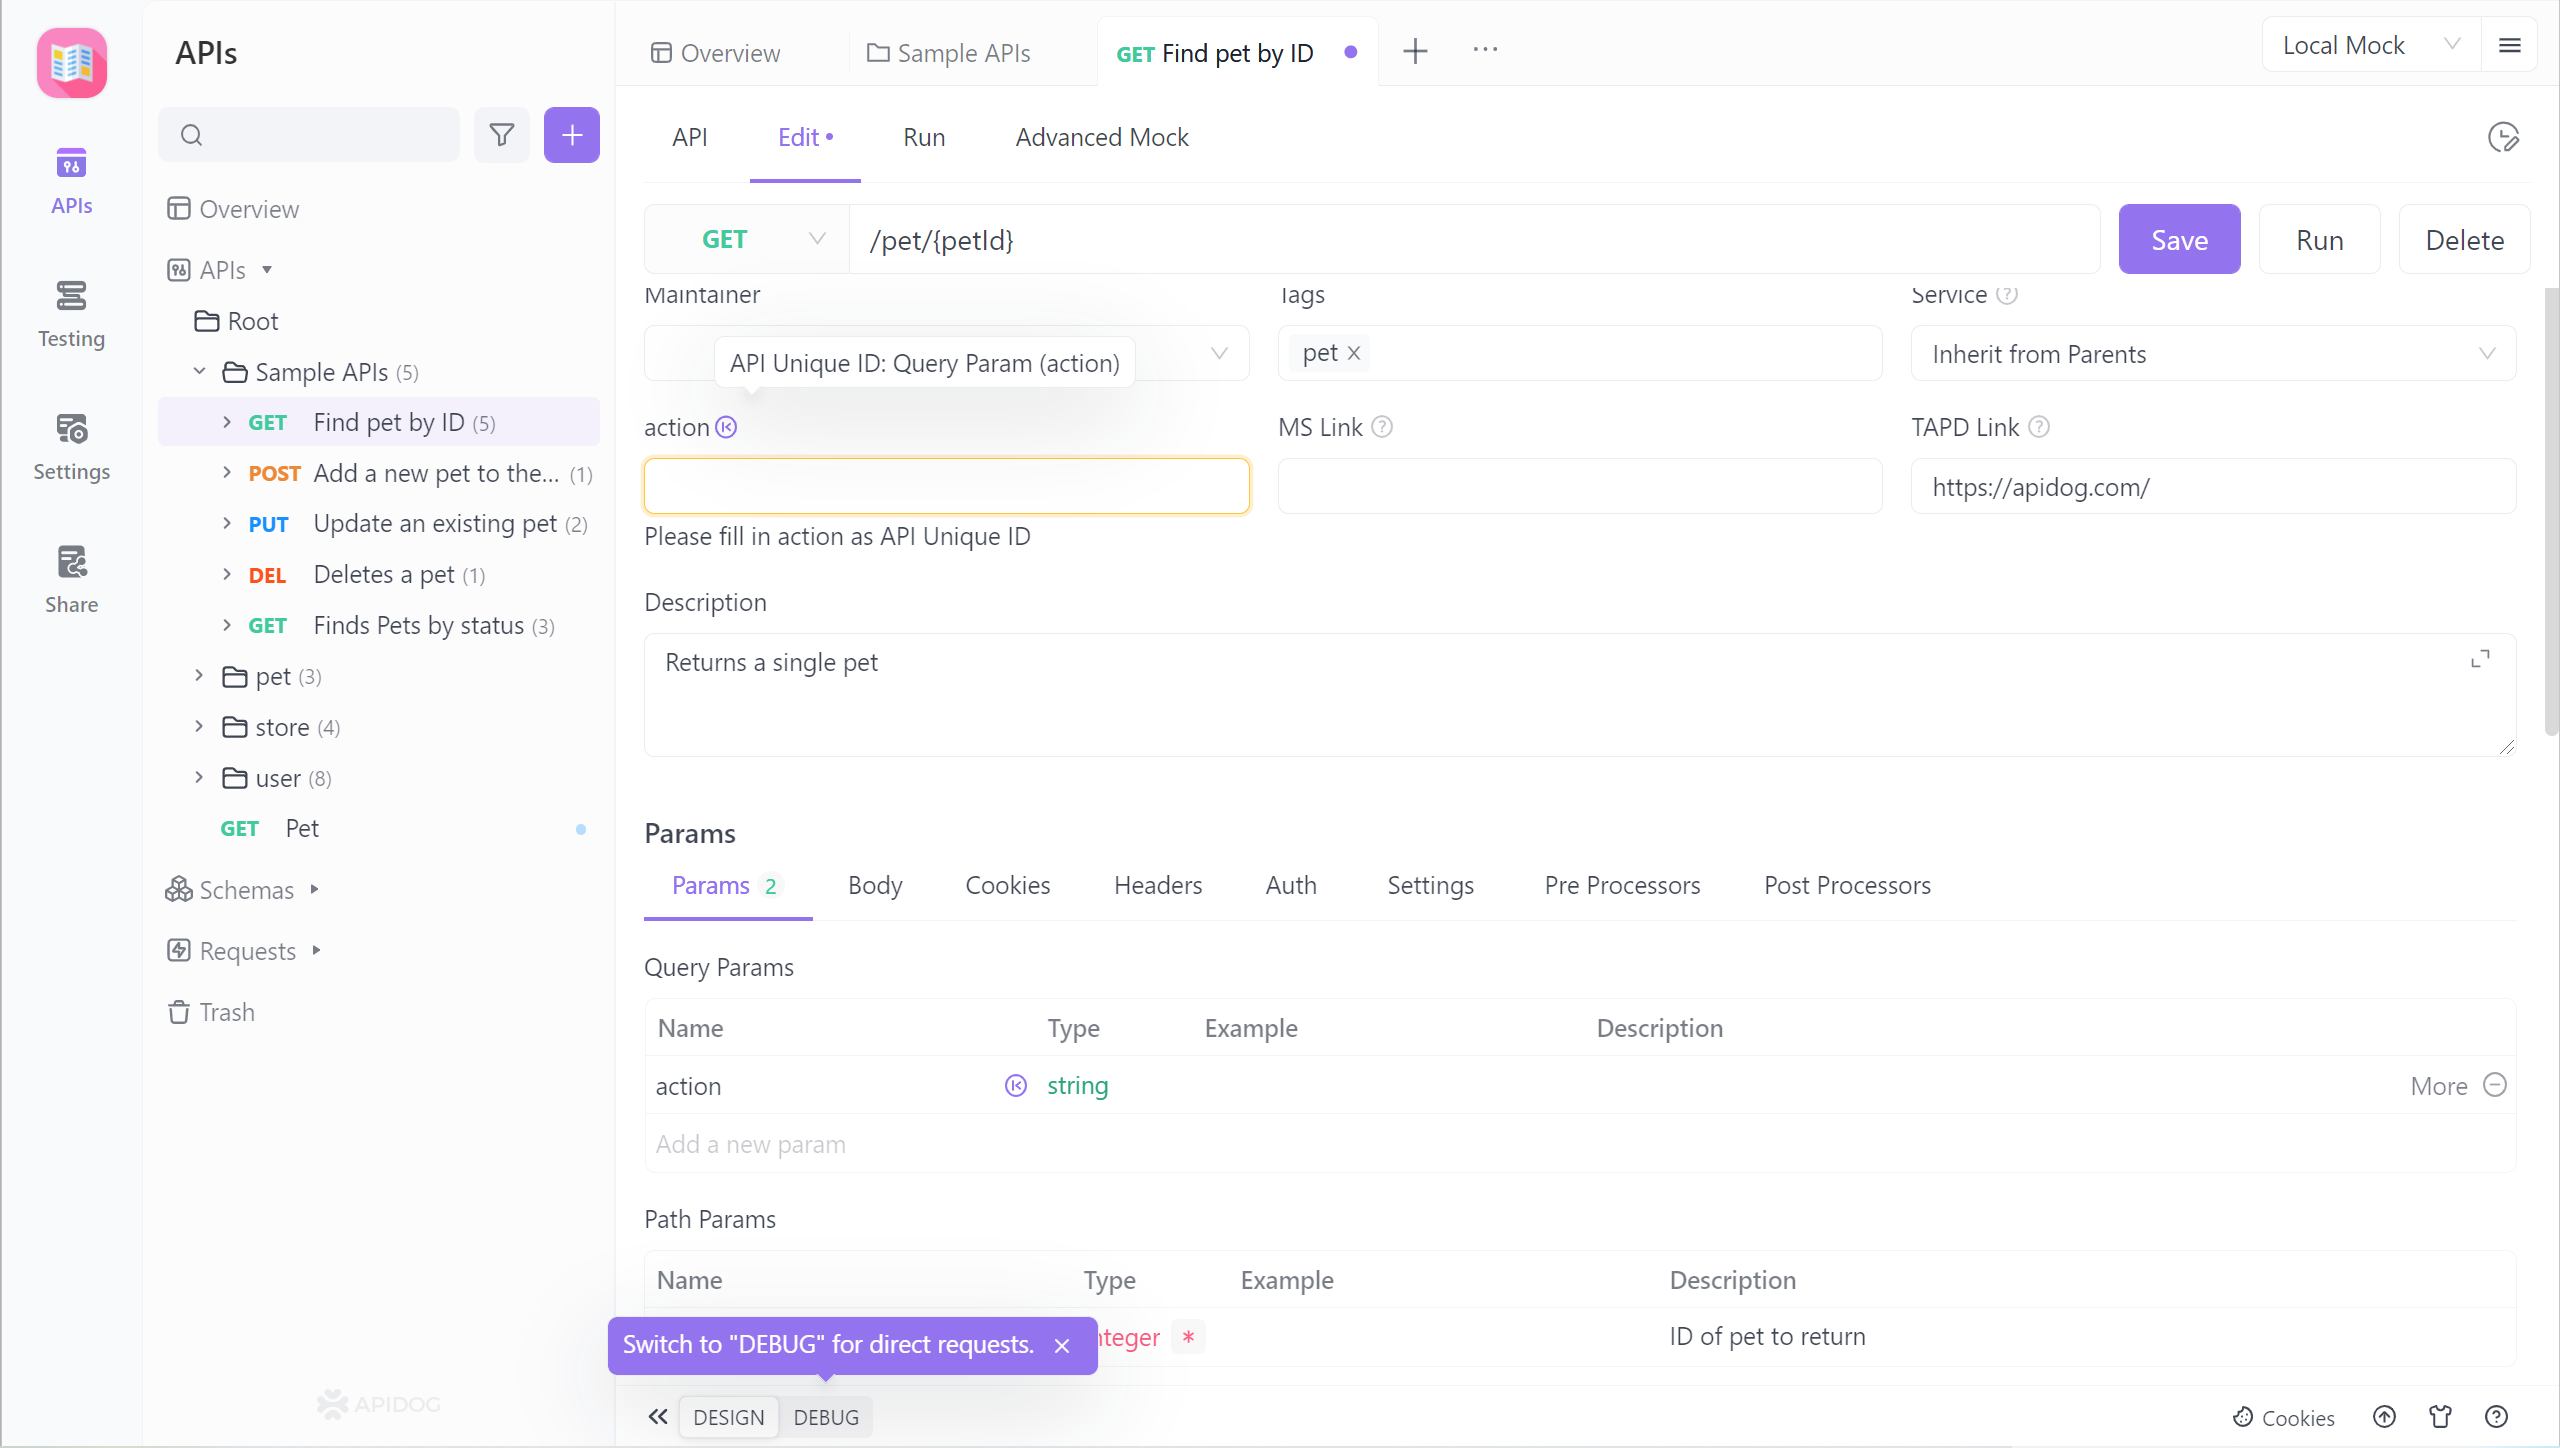 APIs
Testing
Settings
Share
APIs
Overview
APIs
Root
Sample APIs (5)
GET Find pet by ID (5)
POST Add a new pet to the... (1)
PUT Update an existing pet (2)
DEL Deletes a pet (1)
GET Finds Pets by status (3)
pet (3)
store (4)
user (8)
GET Pet
Schemas
Requests
Trash
APIDOG
Overview
Sample APIs
GET Find pet by ID
Local Mock
API
Edit
Run
Advanced Mock
GET
/pet/{petId}
Save
Run
Delete
Maintainer
Tags
Service
API Unique ID: Query Param (action)
pet X
Inherit from Parents
action
MS Link
TAPD Link
https://apidog.com/
Please fill in action as API Unique ID
Description
Returns a single pet
Params
Params 2
Body
Cookies
Headers
Auth
Settings
Pre Processors
Post Processors
Query Params
Name Type Example Description
action string More
Add a new param
Path Params
Name Type Example Description
nteger * ID of pet to return
Switch to "DEBUG" for direct requests.
DESIGN
DEBUG
Cookies